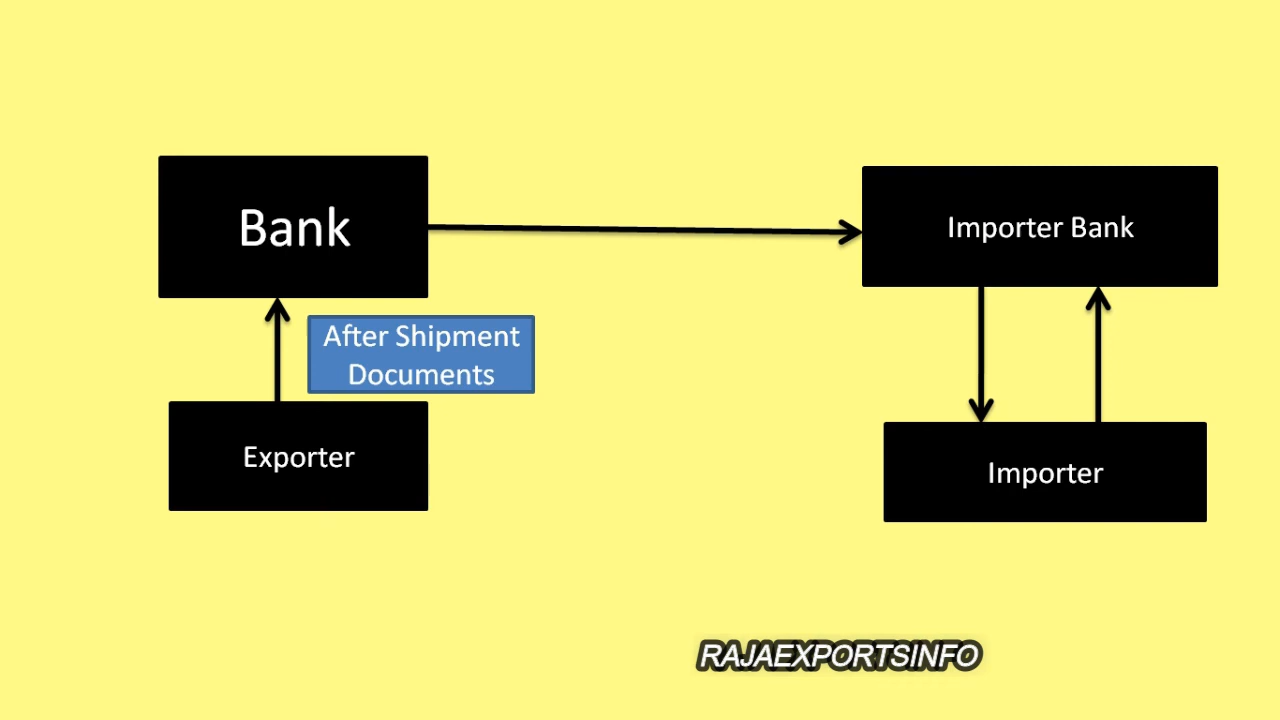 Bank
Importer Bank
After Shipment
Documents
Exporter
Importer
RAJAEXPORTSINFO